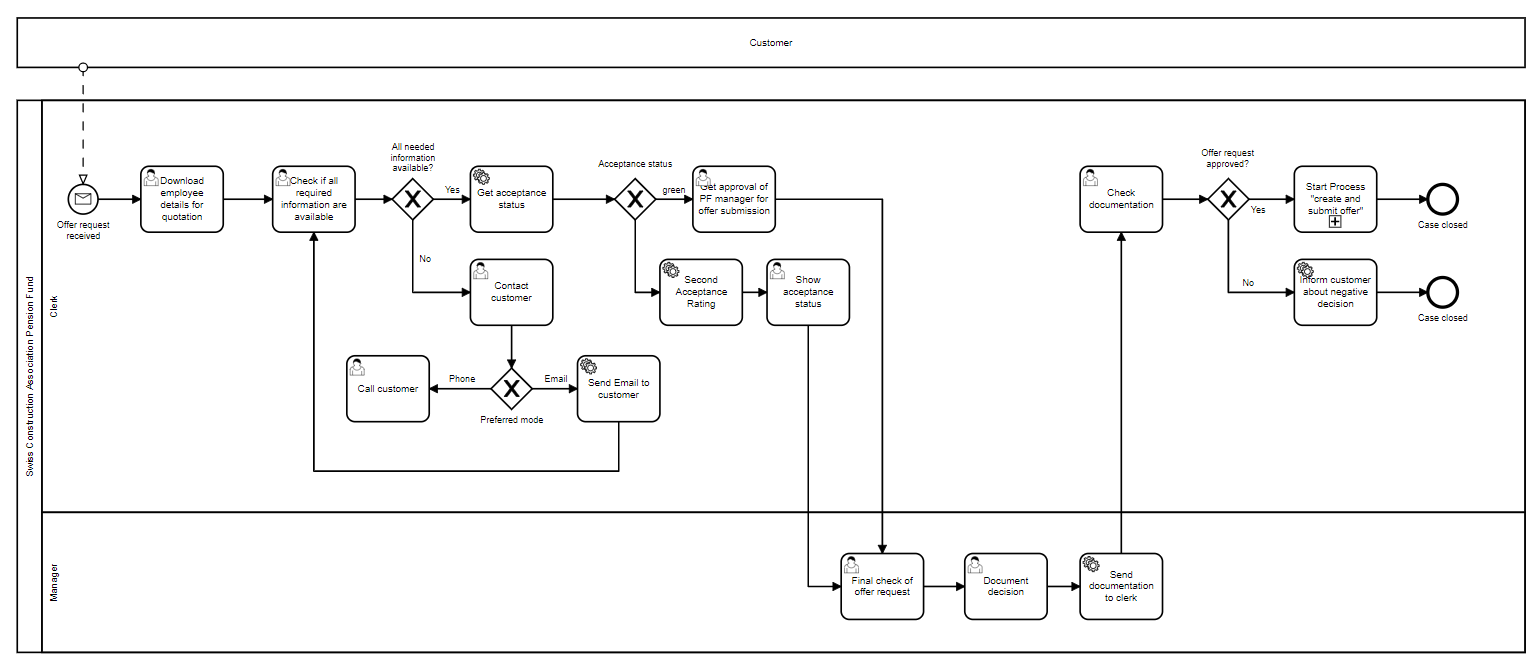 Customer
Swiss Construction Association Pension Fund
Clerk
Offer request
received
Download
employee
details for
quotation
Check if all
required
information are
available
All needed
information
available?
Yes
No
Get acceptance
status
Contact
customer
Preferred mode
Phone
Email
Call customer
Send Email to
customer
Acceptance status
green
Get approval of
PF manager for
offer submission
Second
Acceptance
Rating
Show
acceptance
status
Manager
Final check of
offer request
Document
decision
Send
documentation
to clerk
Check
documentation
Offer request
approved?
Yes
No
Start Process
"create and
submit offer"
Case closed
Inform customer
about negative
decision
Case closed